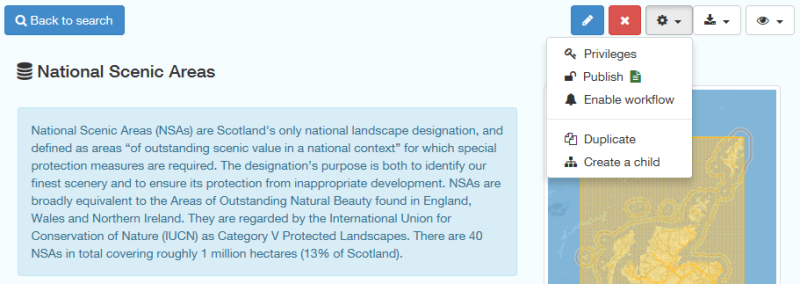 Back to search
National Scenic Areas
National Scenic Areas (NSAs) are Scotland's only national landscape designation, and
defined as areas “of outstanding scenic value in a national context” for which special
protection measures are required. The designation's purpose is both to identify our
finest scenery and to ensure its protection from inappropriate development. NSAs are
broadly equivalent to the Areas of Outstanding Natural Beauty found in England,
Wales and Northern Ireland. They are regarded by the International Union for
Conservation of Nature (IUCN) as Category V Protected Landscapes. There are 40
NSAs in total covering roughly 1 million hectares (13% of Scotland).
Privileges
Publish
Enable workflow
Duplicate
Create a child